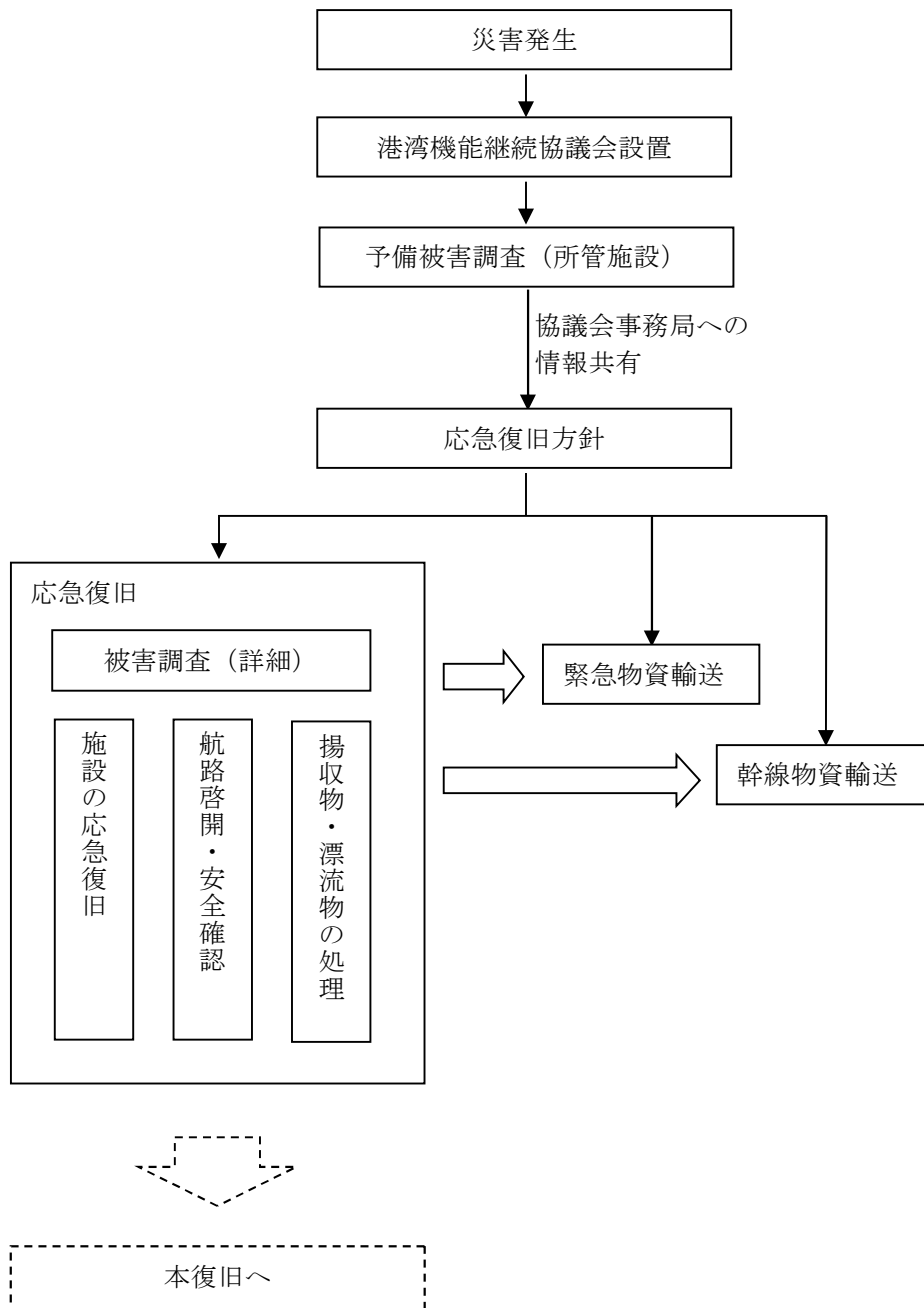 災害発生
港湾機能継続協議会設置
予備被害調査（所管施設）
協議会事務局への
情報共有
応急復旧方針
応急復旧
被害調査（詳細）
施設の応急復旧
航路啓開・安全確認
揚収物・漂流物の処理
緊急物資輸送
幹線物資輸送
本復旧へ